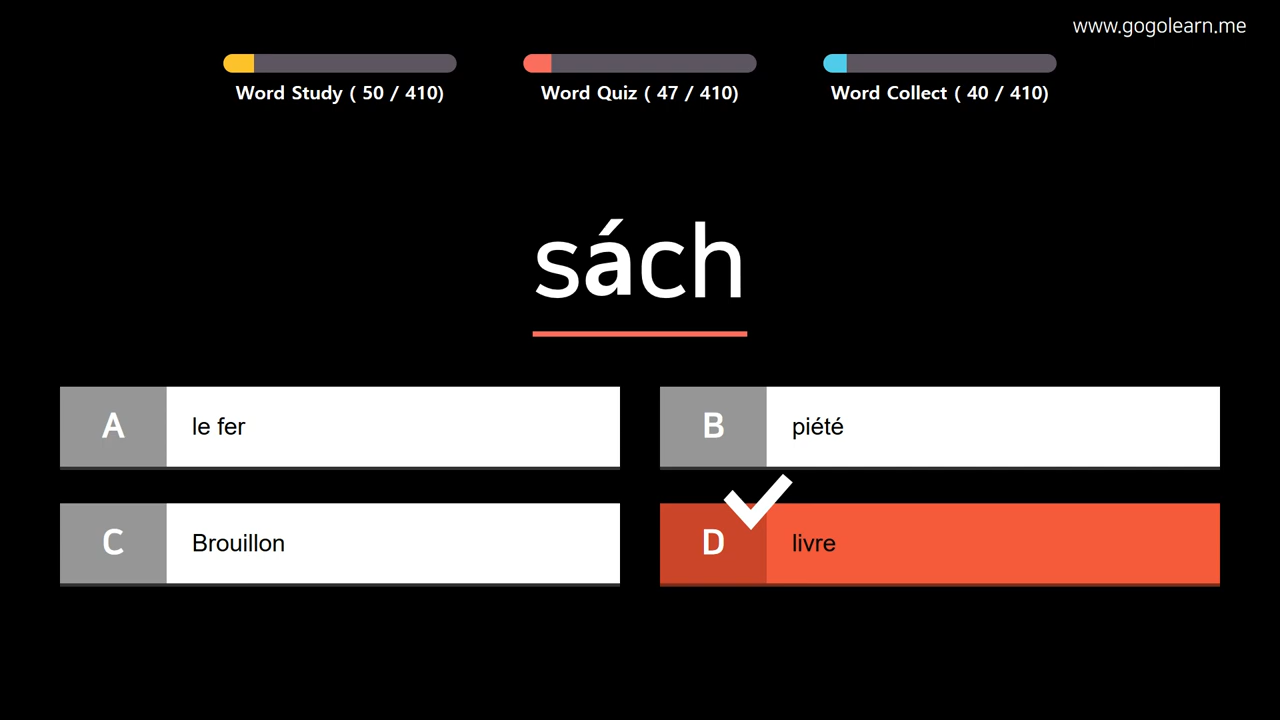 www.gogolearn.me
Word Study ( 50 / 410)
Word Quiz ( 47 / 410)
Word Collect ( 40 / 410)
sách
A
le fer
B
piété
C
Brouillon
D
livre